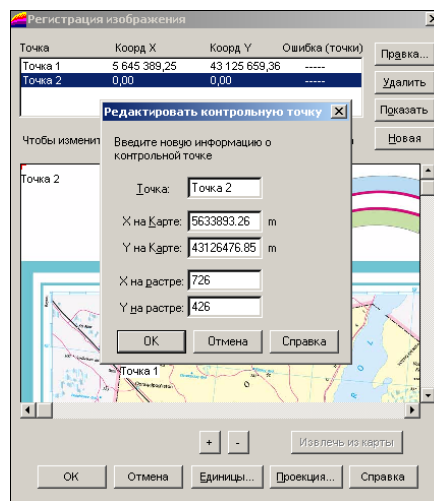 Регистрация изображения
Точка Коорд X Коорд Y Ошибка (точки)
Точка 1 5 645 389,25 43 125 659,36 -----
Точка 2 0,00 0,00 -----
Правка...
Удалить
Показать
Новая
Чтобы изменит
Редактировать контрольную точку
Введите новую информацию о
контрольной точке
Точка: Точка 2
X на Карте: 5633893.26 m
Y на Карте: 43126476.85 m
X на растре: 726
Y на растре: 426
OK Отмена Справка
Точка 2
Точка 1
+ -
Извлечь из карты
OK Отмена Единицы... Проекция... Справка